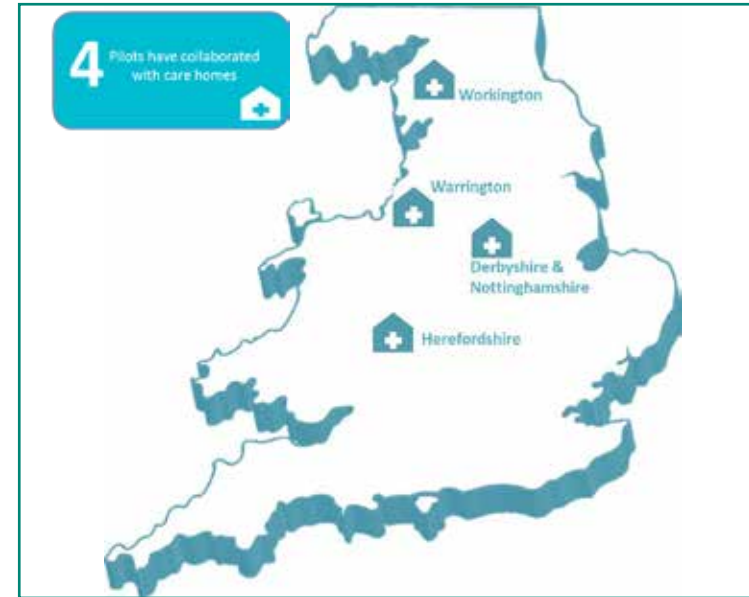 4
Pilots have collaborated
with care homes
Workington
Warrington
Derbyshire &
Nottinghamshire
Herefordshire